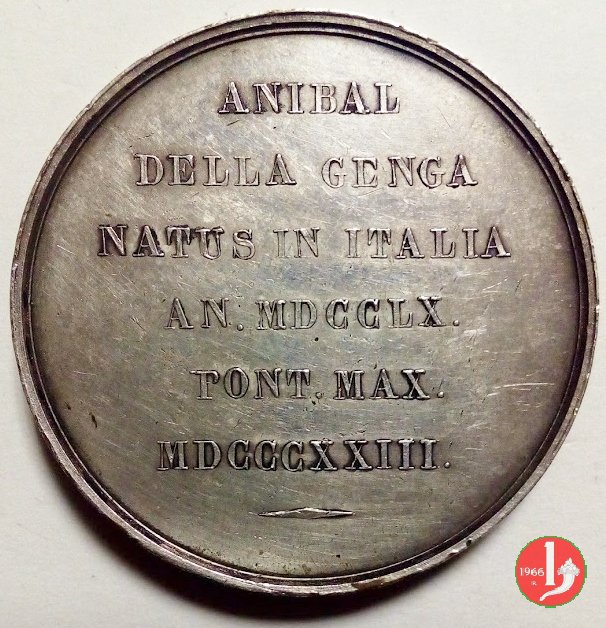 ANIBAL
DELLA GENGA
NATUS IN ITALIA
AN. MDCCLX.
PONT. MAX.
MDCCCXXIII.
1966